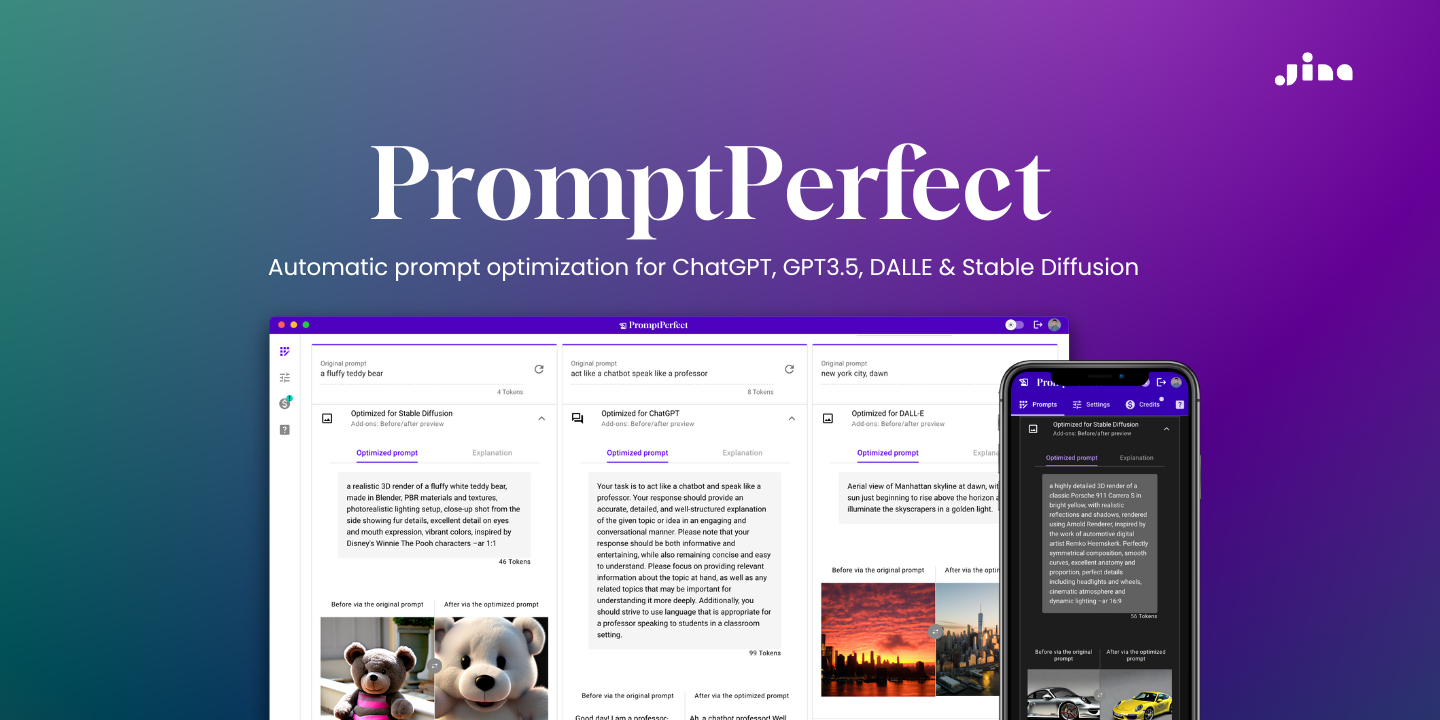 Jina
PromptPerfect
Automatic prompt optimization for ChatGPT, GPT3.5, DALLE & Stable Diffusion
PromptPerfect
Original prompt
a fluffy teddy bear
4 Tokens
Optimized for Stable Diffusion
Add-ons: Before/after preview
Optimized prompt
Explanation
a realistic 3D render of a fluffy white teddy bear,
made in Blender, PBR materials and textures,
photorealistic lighting setup, close-up shot from the
side showing fur details, excellent detail on eyes
and mouth expression, vibrant colors, inspired by
Disney's Winnie The Pooh characters –ar 1:1
46 Tokens
Before via the original prompt
After via the optimized prompt
Original prompt
act like a chatbot speak like a professor
8 Tokens
Optimized for ChatGPT
Add-ons: Before/after preview
Optimized prompt
Explanation
Your task is to act like a chatbot and speak like a
professor. Your response should provide an
accurate, detailed, and well-structured explanation
of the given topic or idea in an engaging and
conversational manner. Please note that your
response should be both informative and
entertaining, while also remaining concise and easy
to understand. Please focus on providing relevant
information about the topic at hand, as well as any
related topics that may be important for
understanding it more deeply. Additionally, you
should strive to use language that is appropriate for
a professor speaking to students in a classroom
setting.
99 Tokens
Before via the original prompt
After via the optimized prompt
Good day! I am a professor-
Ah, a chatbot professor! Well,
Original prompt
new york city, dawn
Optimized for DALL-E
Add-ons: Before/after preview
Optimized prompt
Explana
Aerial view of Manhattan skyline at dawn, wit
sun just beginning to rise above the horizon a
illuminate the skyscrapers in a golden light.
Before via the original prompt
After via the opti
Prom
Prompts
Settings
Credits
Optimized for Stable Diffusion
Add-ons: Before/after preview
Optimized prompt
Explanation
a highly detailed 3D render of a
classic Porsche 911 Carrera S in
bright yellow, with realistic
reflections and shadows, rendered
using Arnold Renderer, inspired by
the work of automotive digital
artist Remko Heemskerk. Perfectly
symmetrical composition, smooth
curves, excellent anatomy and
proportion, perfect details
including headlights and wheels,
cinematic atmosphere and
dynamic lighting –ar 16:9
56 Tokens
Before via the original
prompt
After via the optimized
prompt